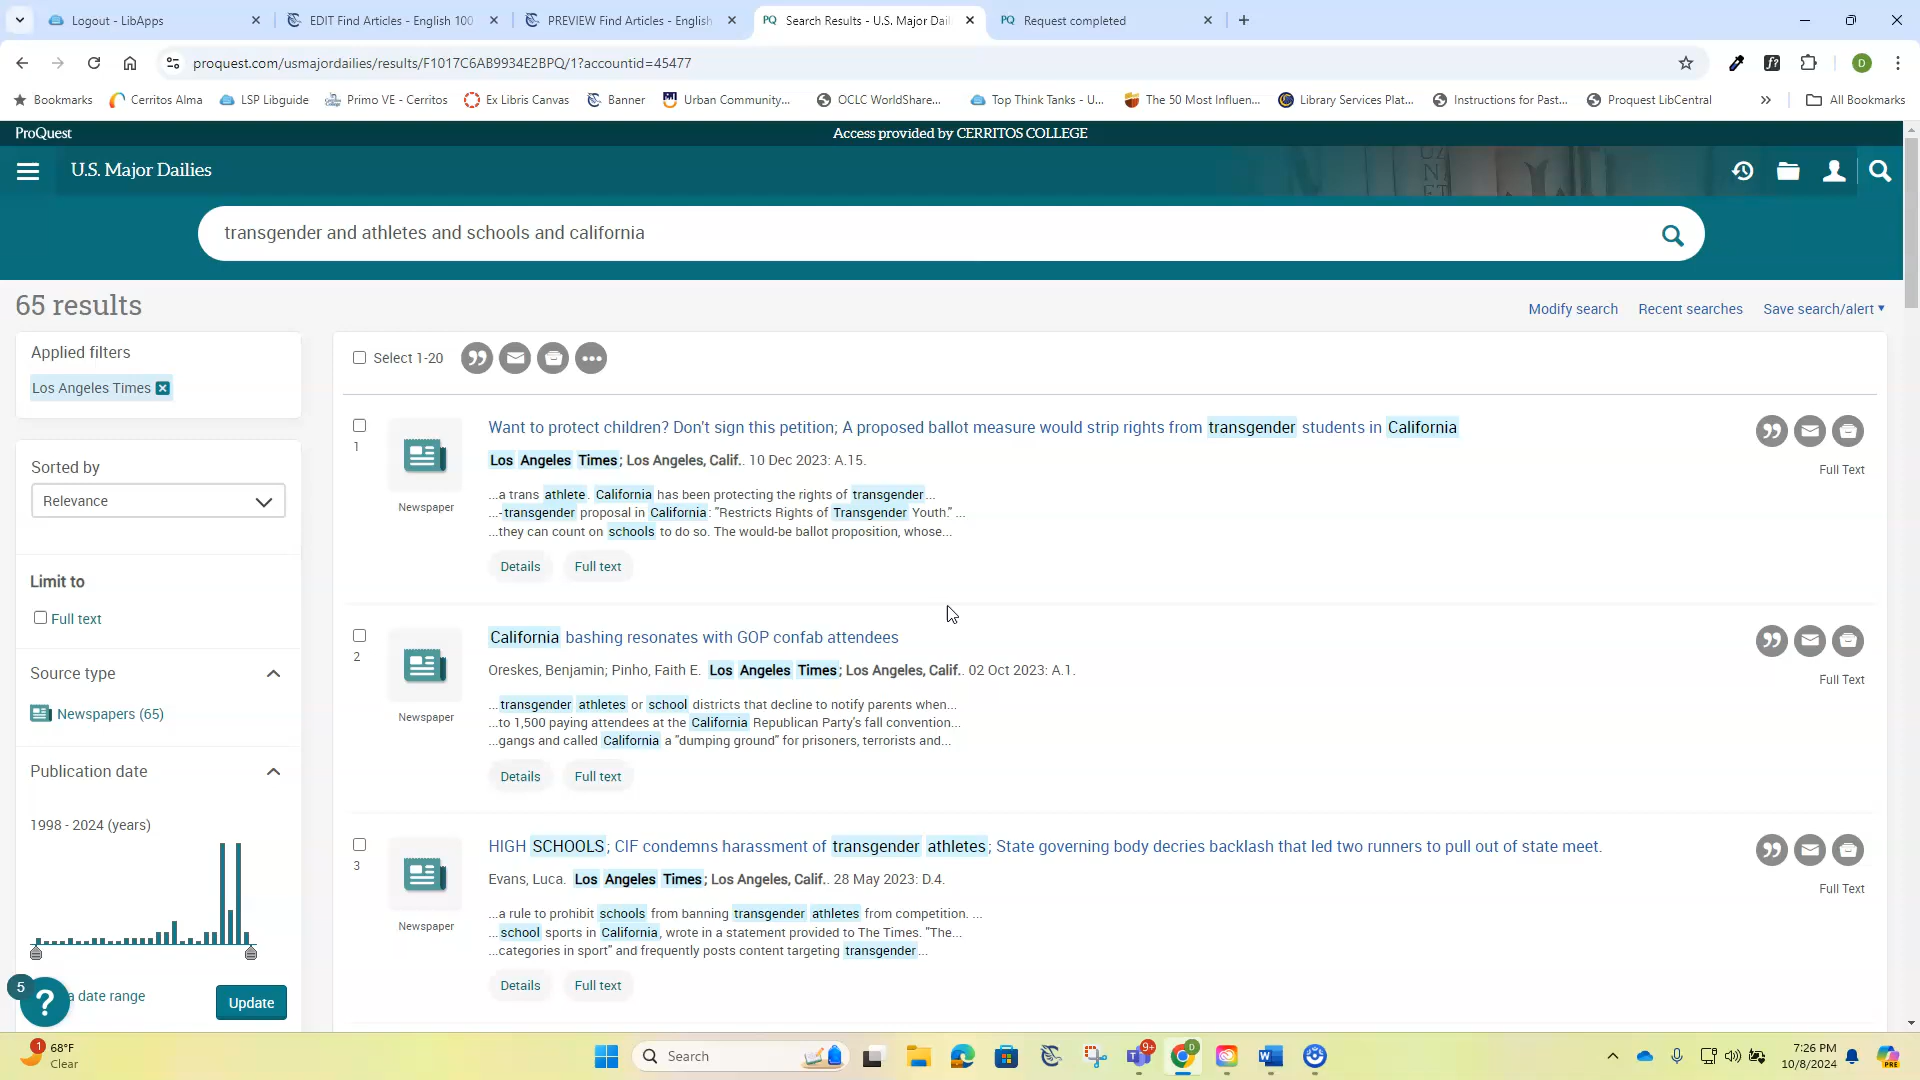 Logout - LibApps
EDIT Find Articles - English 100
PREVIEW Find Articles - English
PQ Search Results - U.S. Major Dail
PQ Request completed
proquest.com/usmajordailies/results/F1017C6AB9934E2BPQ/1?accountid=45477
D
Bookmarks
Cerritos Alma
LSP Libguide
Primo VE - Cerritos
Ex Libris Canvas
Banner
Urban Community...
OCLC WorldShare...
Top Think Tanks - U...
The 50 Most Influen...
Library Services Plat...
Instructions for Past...
Proquest LibCentral
All Bookmarks
ProQuest
Access provided by CERRITOS COLLEGE
U.S. Major Dailies
transgender and athletes and schools and california
65 results
Modify search
Recent searches
Save search/alert
Applied filters
Los Angeles Times
Sorted by
Relevance
Limit to
Full text
Source type
Newspapers (65)
Publication date
1998 - 2024 (years)
5
?
a date range
Update
Select 1-20
1
Newspaper
Want to protect children? Don't sign this petition; A proposed ballot measure would strip rights from transgender students in California
Los Angeles Times; Los Angeles, Calif.. 10 Dec 2023: A.15.
...a trans athlete. California has been protecting the rights of transgender...
...-transgender proposal in California: "Restricts Rights of Transgender Youth." ...
...they can count on schools to do so. The would-be ballot proposition, whose...
Details
Full text
Full Text
2
Newspaper
California bashing resonates with GOP confab attendees
Oreskes, Benjamin; Pinho, Faith E. Los Angeles Times; Los Angeles, Calif.. 02 Oct 2023: A.1.
...transgender athletes or school districts that decline to notify parents when...
...to 1,500 paying attendees at the California Republican Party's fall convention...
...gangs and called California a "dumping ground" for prisoners, terrorists and...
Details
Full text
Full Text
3
Newspaper
HIGH SCHOOLS; CIF condemns harassment of transgender athletes; State governing body decries backlash that led two runners to pull out of state meet.
Evans, Luca. Los Angeles Times; Los Angeles, Calif.. 28 May 2023: D.4.
...a rule to prohibit schools from banning transgender athletes from competition. ...
...school sports in California, wrote in a statement provided to The Times. "The...
...categories in sport" and frequently posts content targeting transgender...
Details
Full text
Full Text
1
68°F
Clear
Search
9+
D
7:26 PM
10/8/2024
PRE